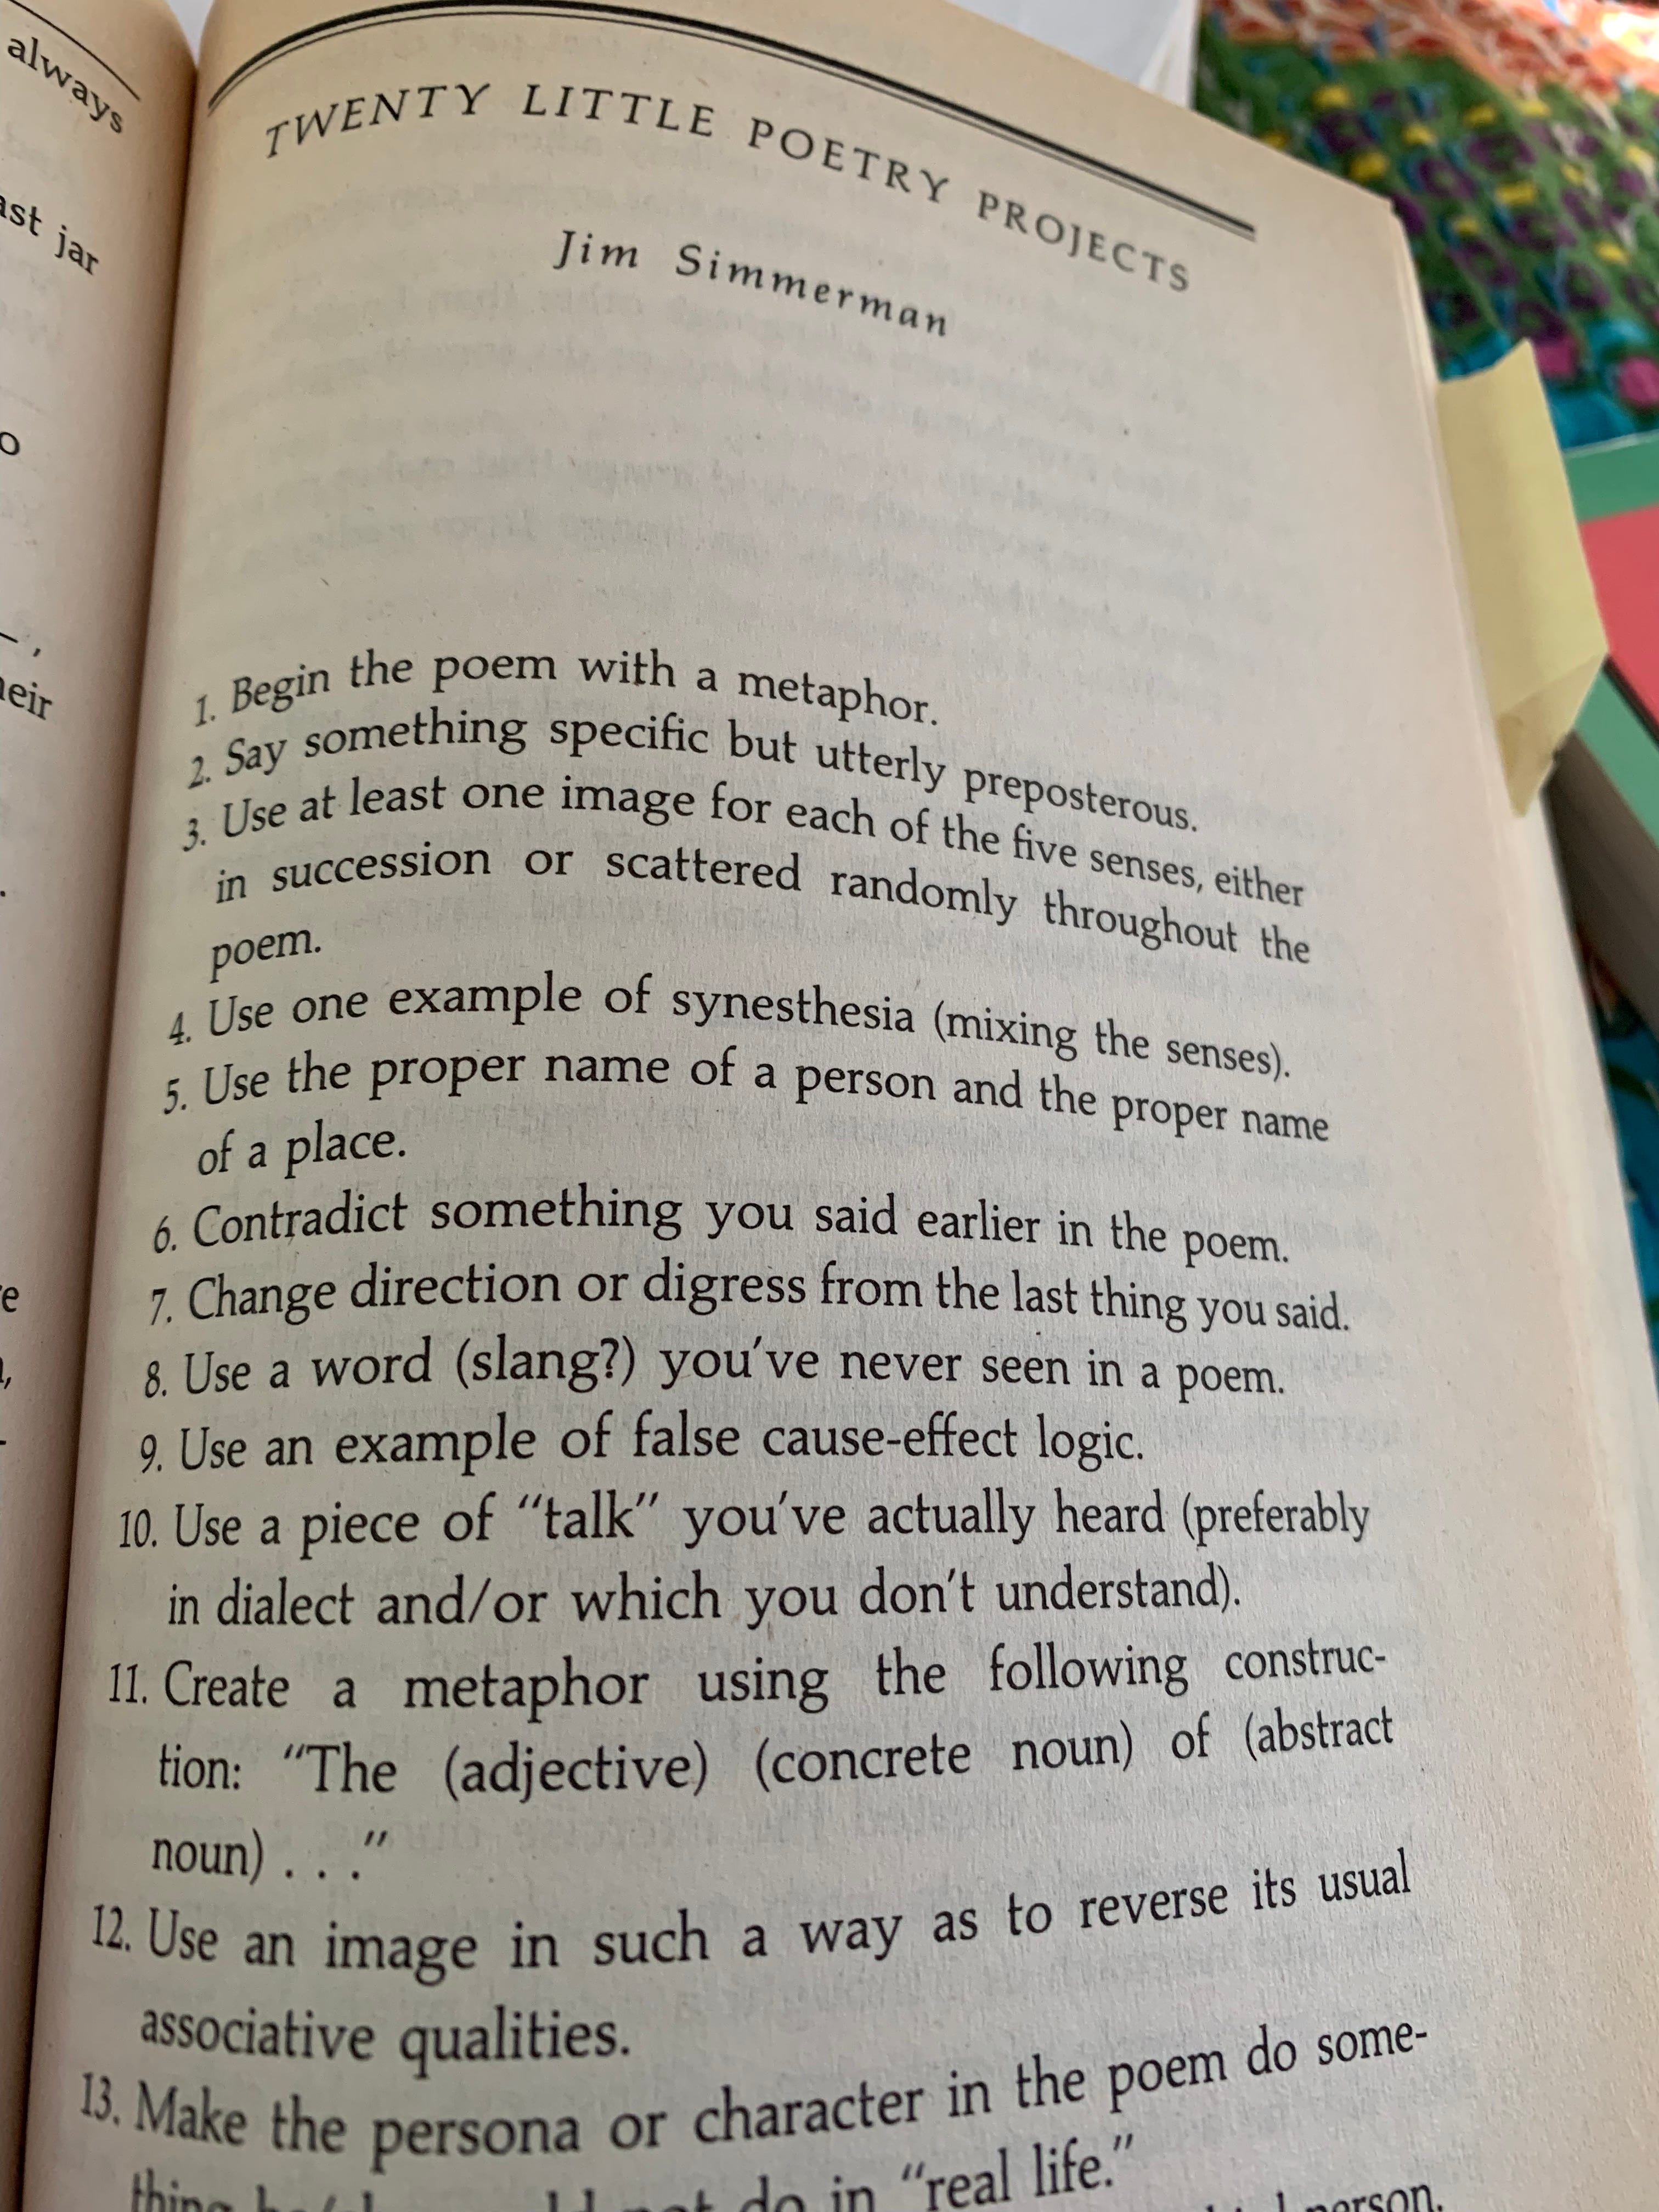 always
ast jar
o
heir
TWENTY LITTLE POETRY PROJECTS
Jim Simmerman
1. Begin the poem with a metaphor.
2. Say something specific but utterly preposterous.
3. Use at least one image for each of the five senses, either
in succession or scattered randomly throughout the
poem.
4. Use one example of synesthesia (mixing the senses).
5. Use the proper name of a person and the proper name
of a place.
6. Contradict something you said earlier in the poem.
7. Change direction or digress from the last thing you said.
8. Use a word (slang?) you've never seen in a poem.
9. Use an example of false cause-effect logic.
10. Use a piece of “talk” you've actually heard (preferably
in dialect and/or which you don't understand).
11. Create a metaphor using the following construc-
tion: “The (adjective) (concrete noun) of (abstract
noun) . . .”
12. Use an image in such a way as to reverse its usual
associative qualities.
13. Make the persona or character in the poem do some-
thing not do in “real life.”
person.